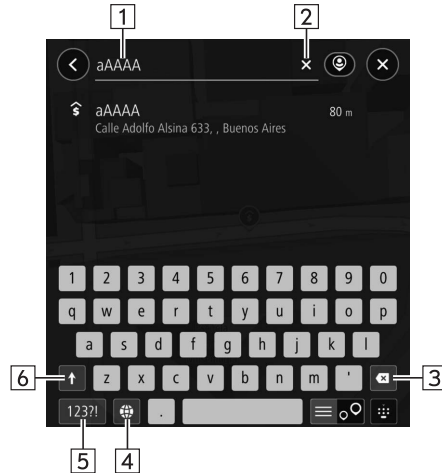 1 2
aAAAA
aAAAA 80 m
Calle Adolfo Alsina 633, , Buenos Aires
1 2 3 4 5 6 7 8 9 0
q w e r t y u i o p
a s d f g h j k l
6 z x c v b n m ' 3
123?! .
5 4